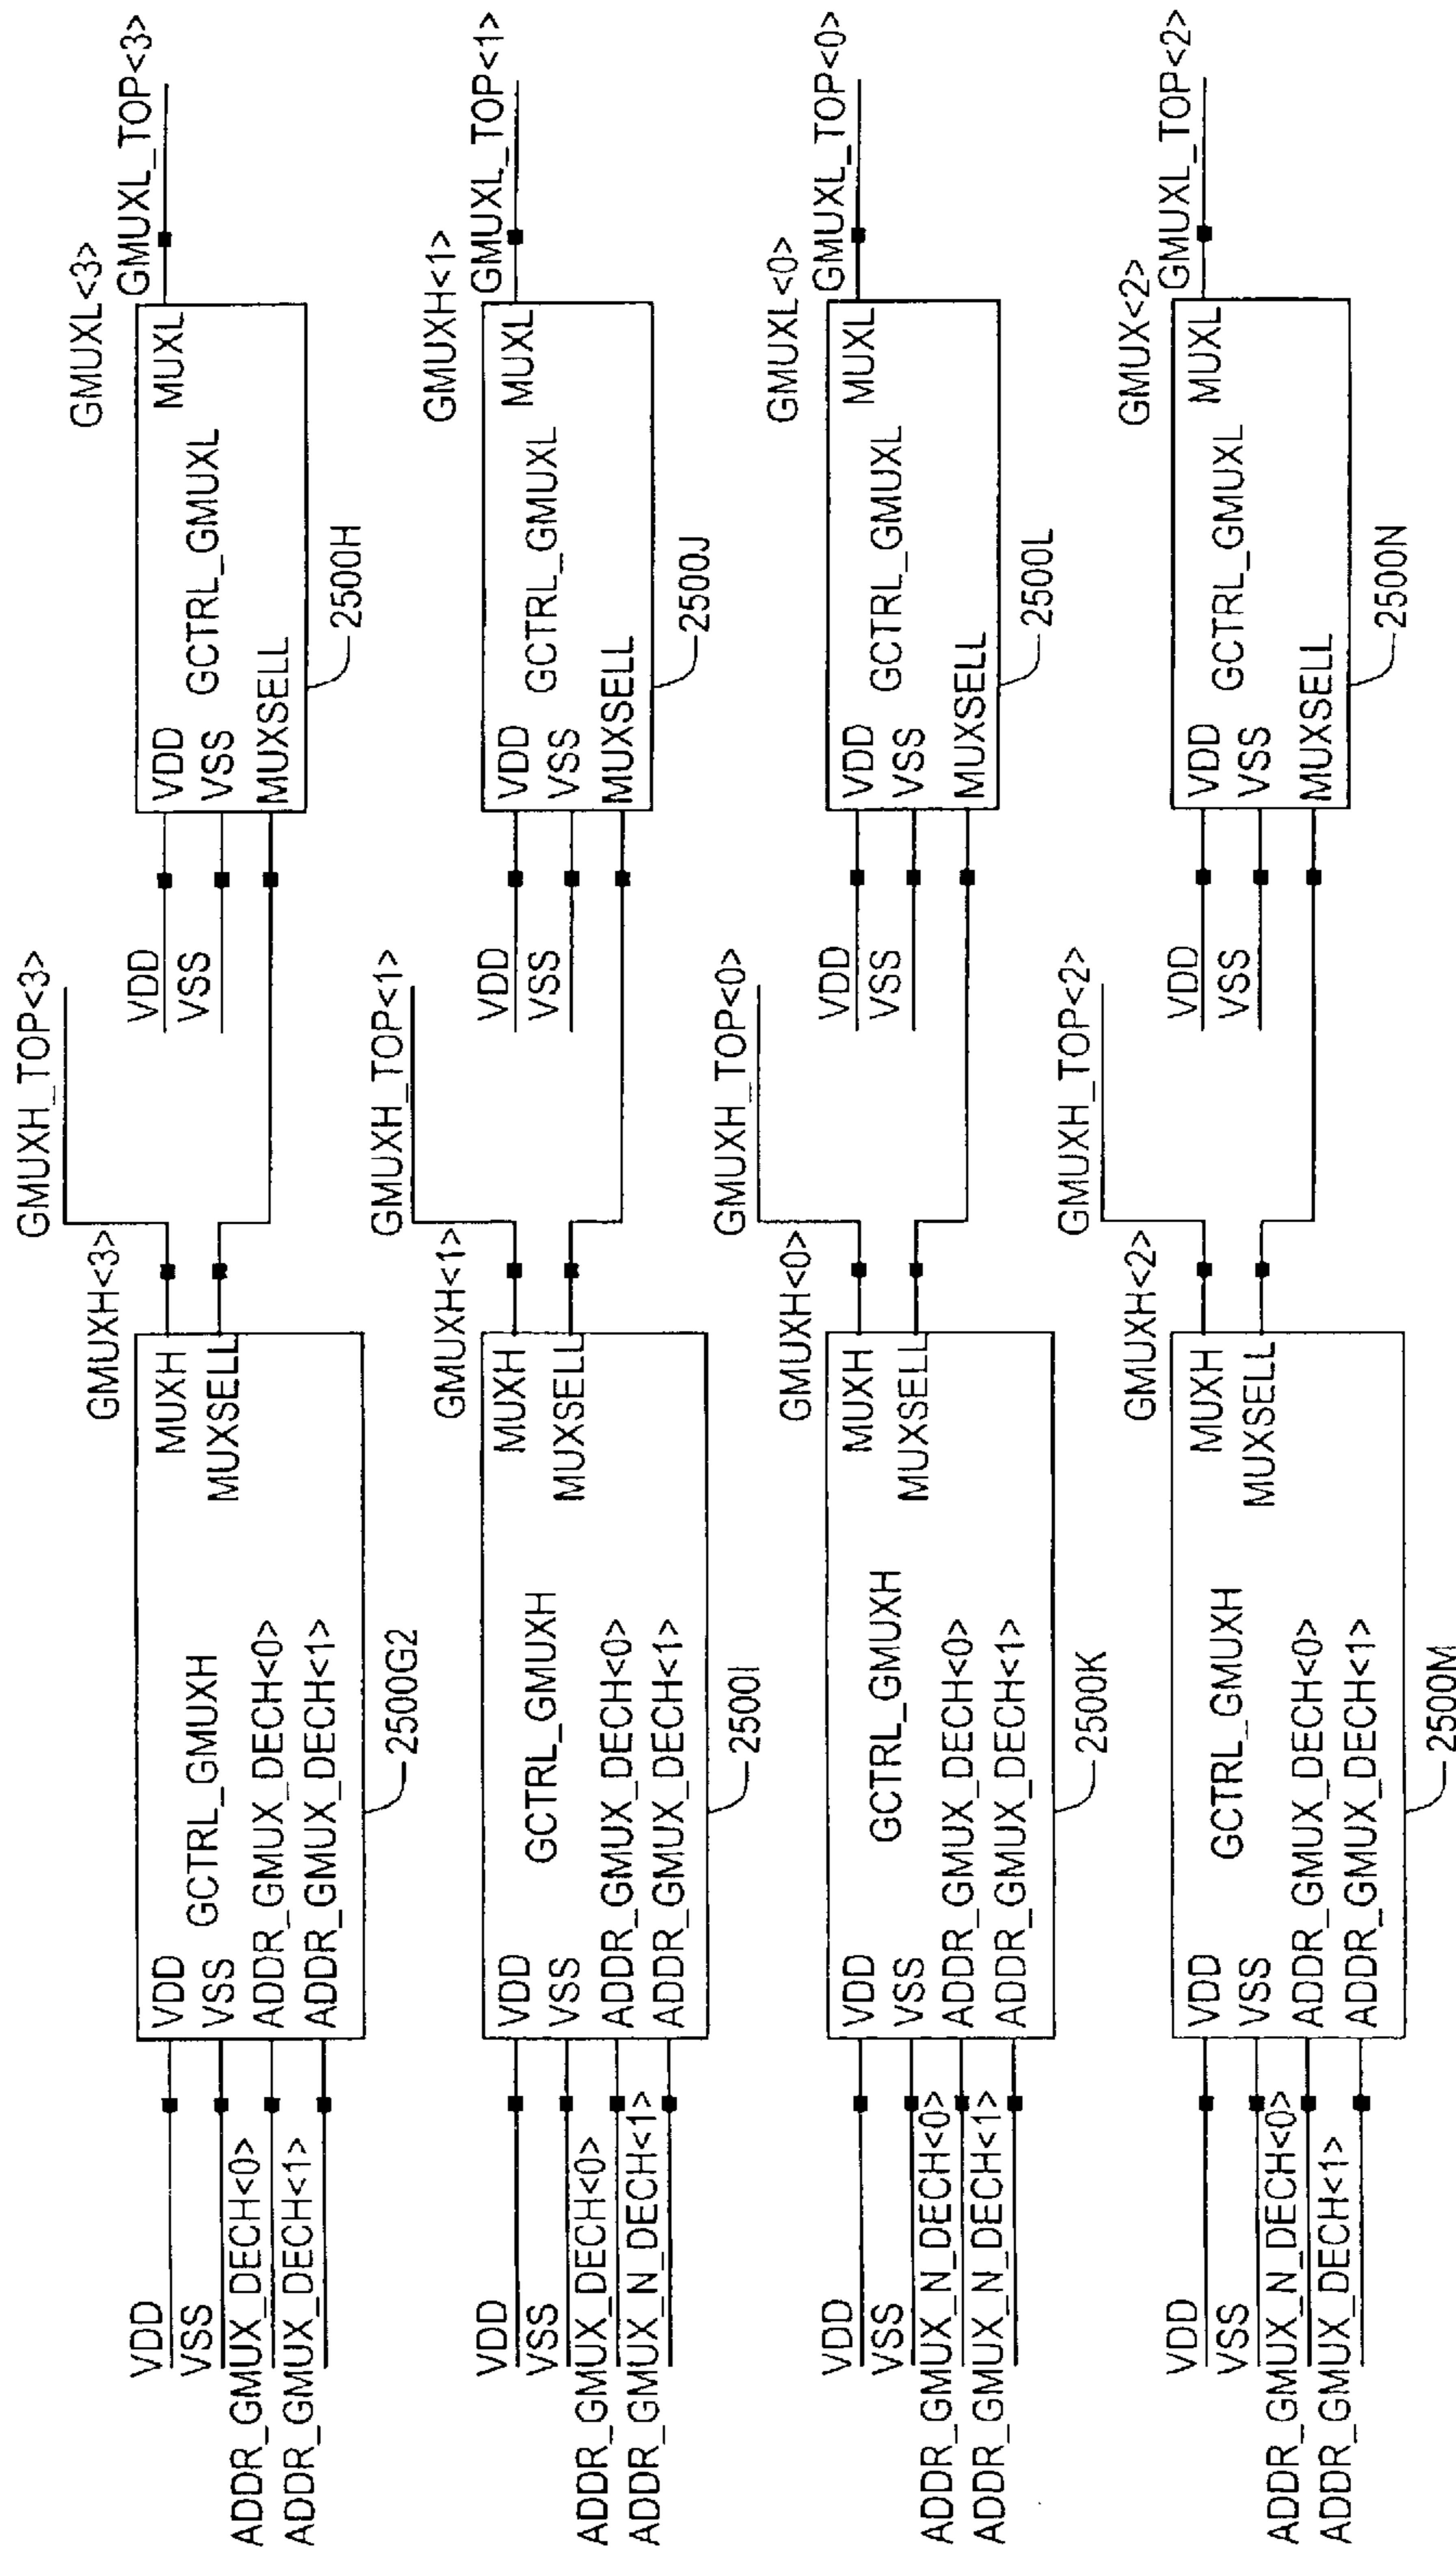 GMUXH_TOP<3>
GMUXH<3>
GMUXL<3>
GMUXL_TOP<3>
VDD
VSS
ADDR_GMUX_DECH<0>
ADDR_GMUX_DECH<1>
VDD
VSS
ADDR_GMUX_DECH<0>
ADDR_GMUX_DECH<1>
GCTRL_GMUXH
MUXH
MUXSELL
2500G2
VDD
VSS
VDD
VSS
MUXSELL
GCTRL_GMUXL
MUXL
2500H
GMUXH_TOP<1>
GMUXH<1>
GMUXH<1>
GMUXL_TOP<1>
VDD
VSS
ADDR_GMUX_DECH<0>
ADDR_GMUX_N_DECH<1>
VDD
VSS
ADDR_GMUX_DECH<0>
ADDR_GMUX_DECH<1>
GCTRL_GMUXH
MUXH
MUXSELL
2500I
VDD
VSS
VDD
VSS
MUXSELL
GCTRL_GMUXL
MUXL
2500J
GMUXH_TOP<0>
GMUXH<0>
GMUXL<0>
GMUXL_TOP<0>
VDD
VSS
ADDR_GMUX_N_DECH<0>
ADDR_GMUX_N_DECH<1>
VDD
VSS
ADDR_GMUX_DECH<0>
ADDR_GMUX_DECH<1>
GCTRL_GMUXH
MUXH
MUXSELL
2500K
VDD
VSS
VDD
VSS
MUXSELL
GCTRL_GMUXL
MUXL
2500L
GMUXH_TOP<2>
GMUXH<2>
GMUX<2>
GMUXL_TOP<2>
VDD
VSS
ADDR_GMUX_N_DECH<0>
ADDR_GMUX_DECH<1>
VDD
VSS
ADDR_GMUX_DECH<0>
ADDR_GMUX_DECH<1>
GCTRL_GMUXH
MUXH
MUXSELL
2500M
VDD
VSS
VDD
VSS
MUXSELL
GCTRL_GMUXL
MUXL
2500N